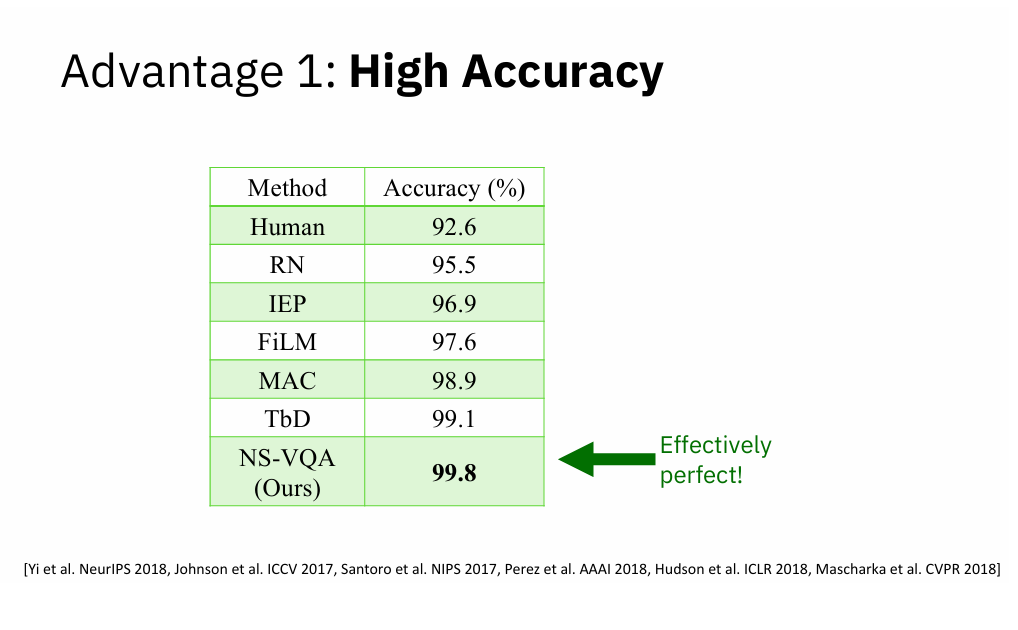 Advantage 1: High Accuracy
Method Accuracy (%)
Human 92.6
RN 95.5
IEP 96.9
FiLM 97.6
MAC 98.9
TbD 99.1
NS-VQA
(Ours) 99.8
Effectively
perfect!
[Yi et al. NeurIPS 2018, Johnson et al. ICCV 2017, Santoro et al. NIPS 2017, Perez et al. AAAI 2018, Hudson et al. ICLR 2018, Mascharka et al. CVPR 2018]